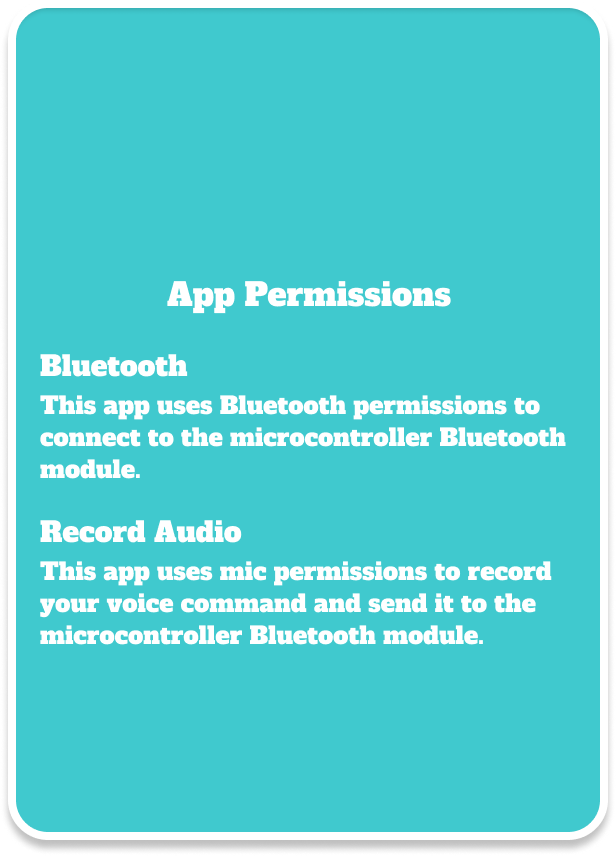 App Permissions
Bluetooth
This app uses Bluetooth permissions to
connect to the microcontroller Bluetooth
module.
Record Audio
This app uses mic permissions to record
your voice command and send it to the
microcontroller Bluetooth module.